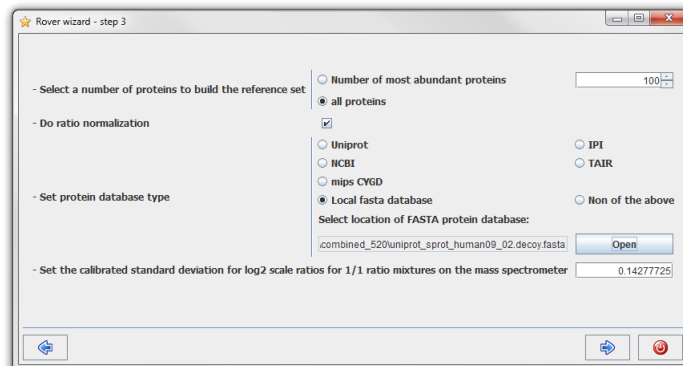 Rover wizard - step 3
- Select a number of proteins to build the reference set
Number of most abundant proteins
100
all proteins
- Do ratio normalization
- Set protein database type
Uniprot
IPI
NCBI
TAIR
mips CYGD
Local fasta database
Non of the above
Select location of FASTA protein database:
\combined_520\uniprot_sprot_human09_02.decoy.fasta
Open
- Set the calibrated standard deviation for log2 scale ratios for 1/1 ratio mixtures on the mass spectrometer
0.14277725